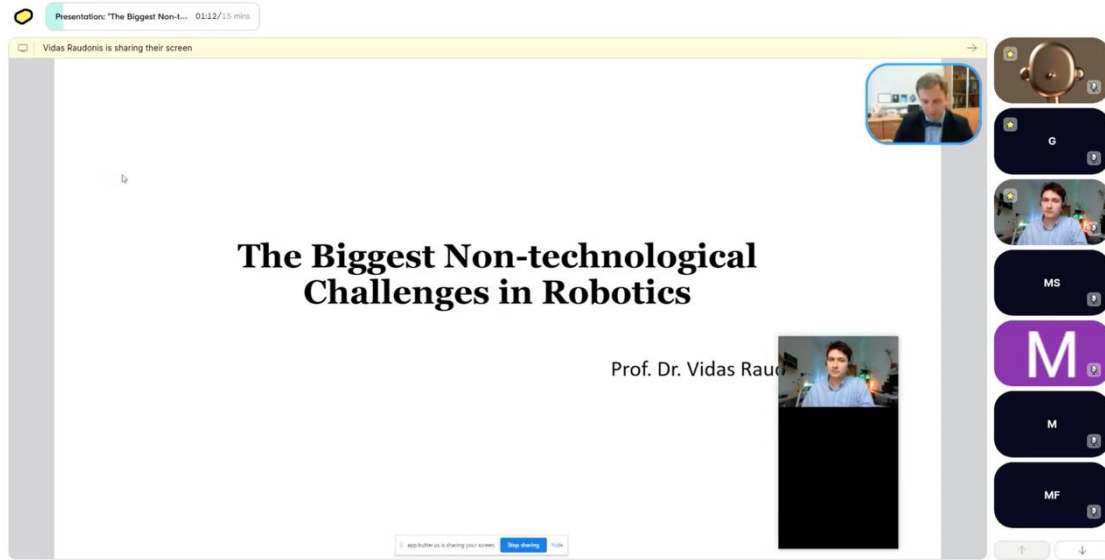 Presentation: "The Biggest Non-t... 01:12/15 mins
Vidas Raudonis is sharing their screen
The Biggest Non-technological
Challenges in Robotics
Prof. Dr. Vidas Raud
app.butter.us is sharing your screen. Stop sharing Hide
G
MS
M
M
MF